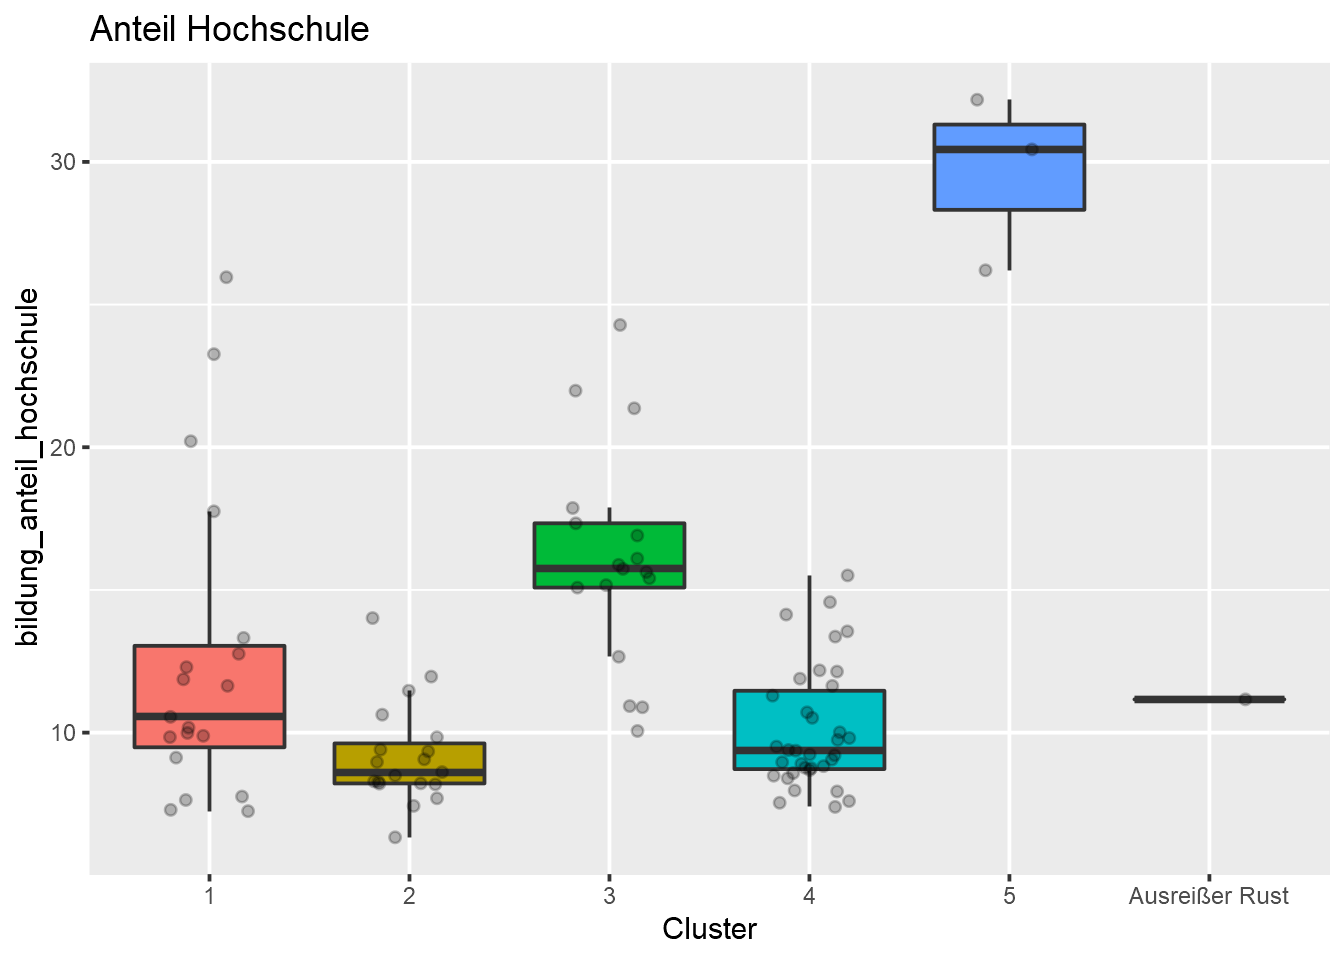 Anteil Hochschule
bildung_anteil_hochschule
30
20
10
1 2 3 4 5 Ausreißer Rust
Cluster